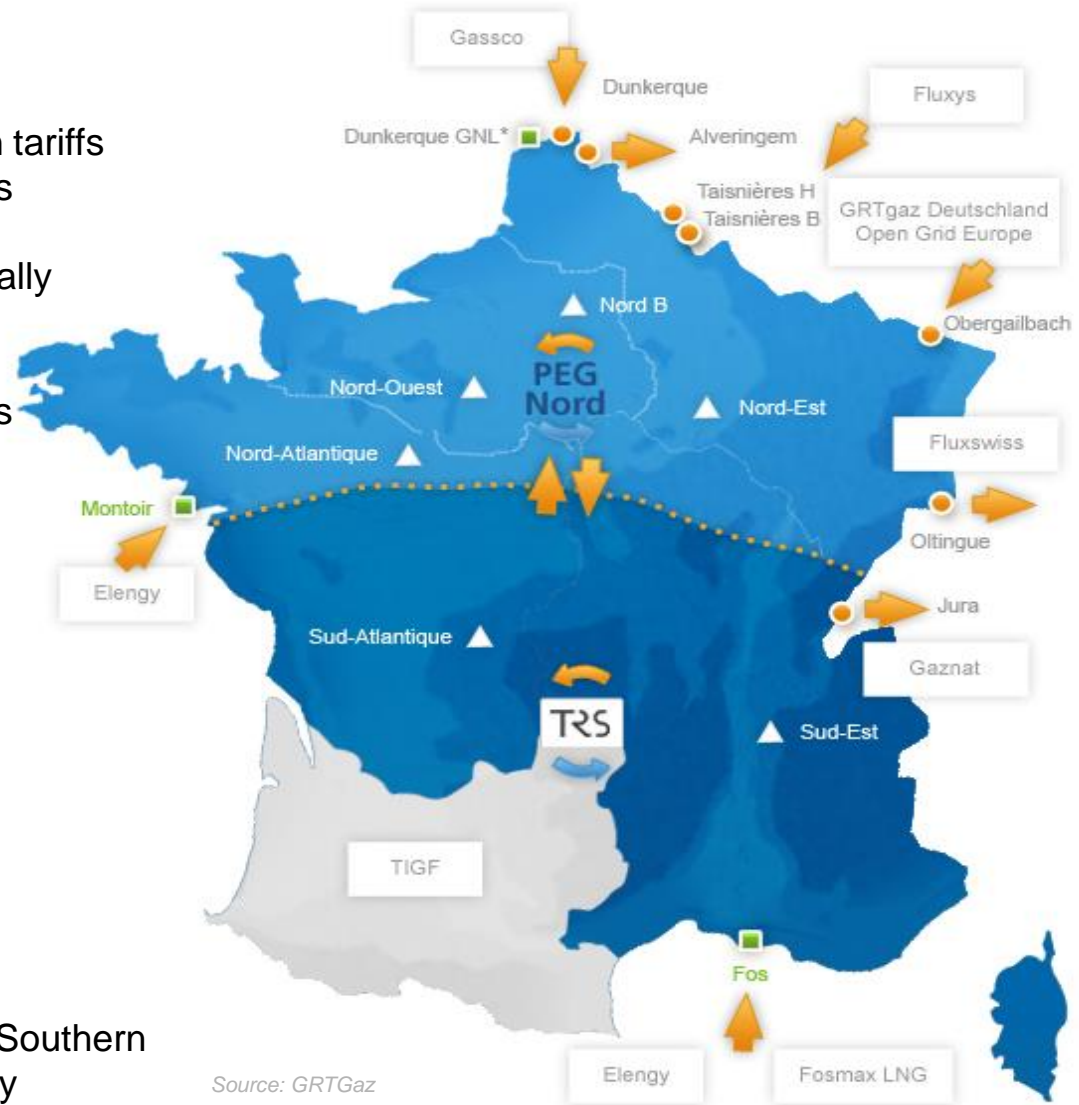 Gassco
Dunkerque
Fluxys
tariffs
Dunkerque GNL*
Alveringem
s
Taisnières H
Taisnières B
GRTgaz Deutschland
Open Grid Europe
ally
Nord B
Obergailbach
Nord-Ouest
PEG
Nord
s
Nord-Est
Nord-Atlantique
Fluxswiss
Montoir
Oltingue
Elengy
Jura
Sud-Atlantique
Gaznat
TRS
Sud-Est
TIGF
Fos
Southern
y
Source: GRTGaz
Elengy
Fosmax LNG